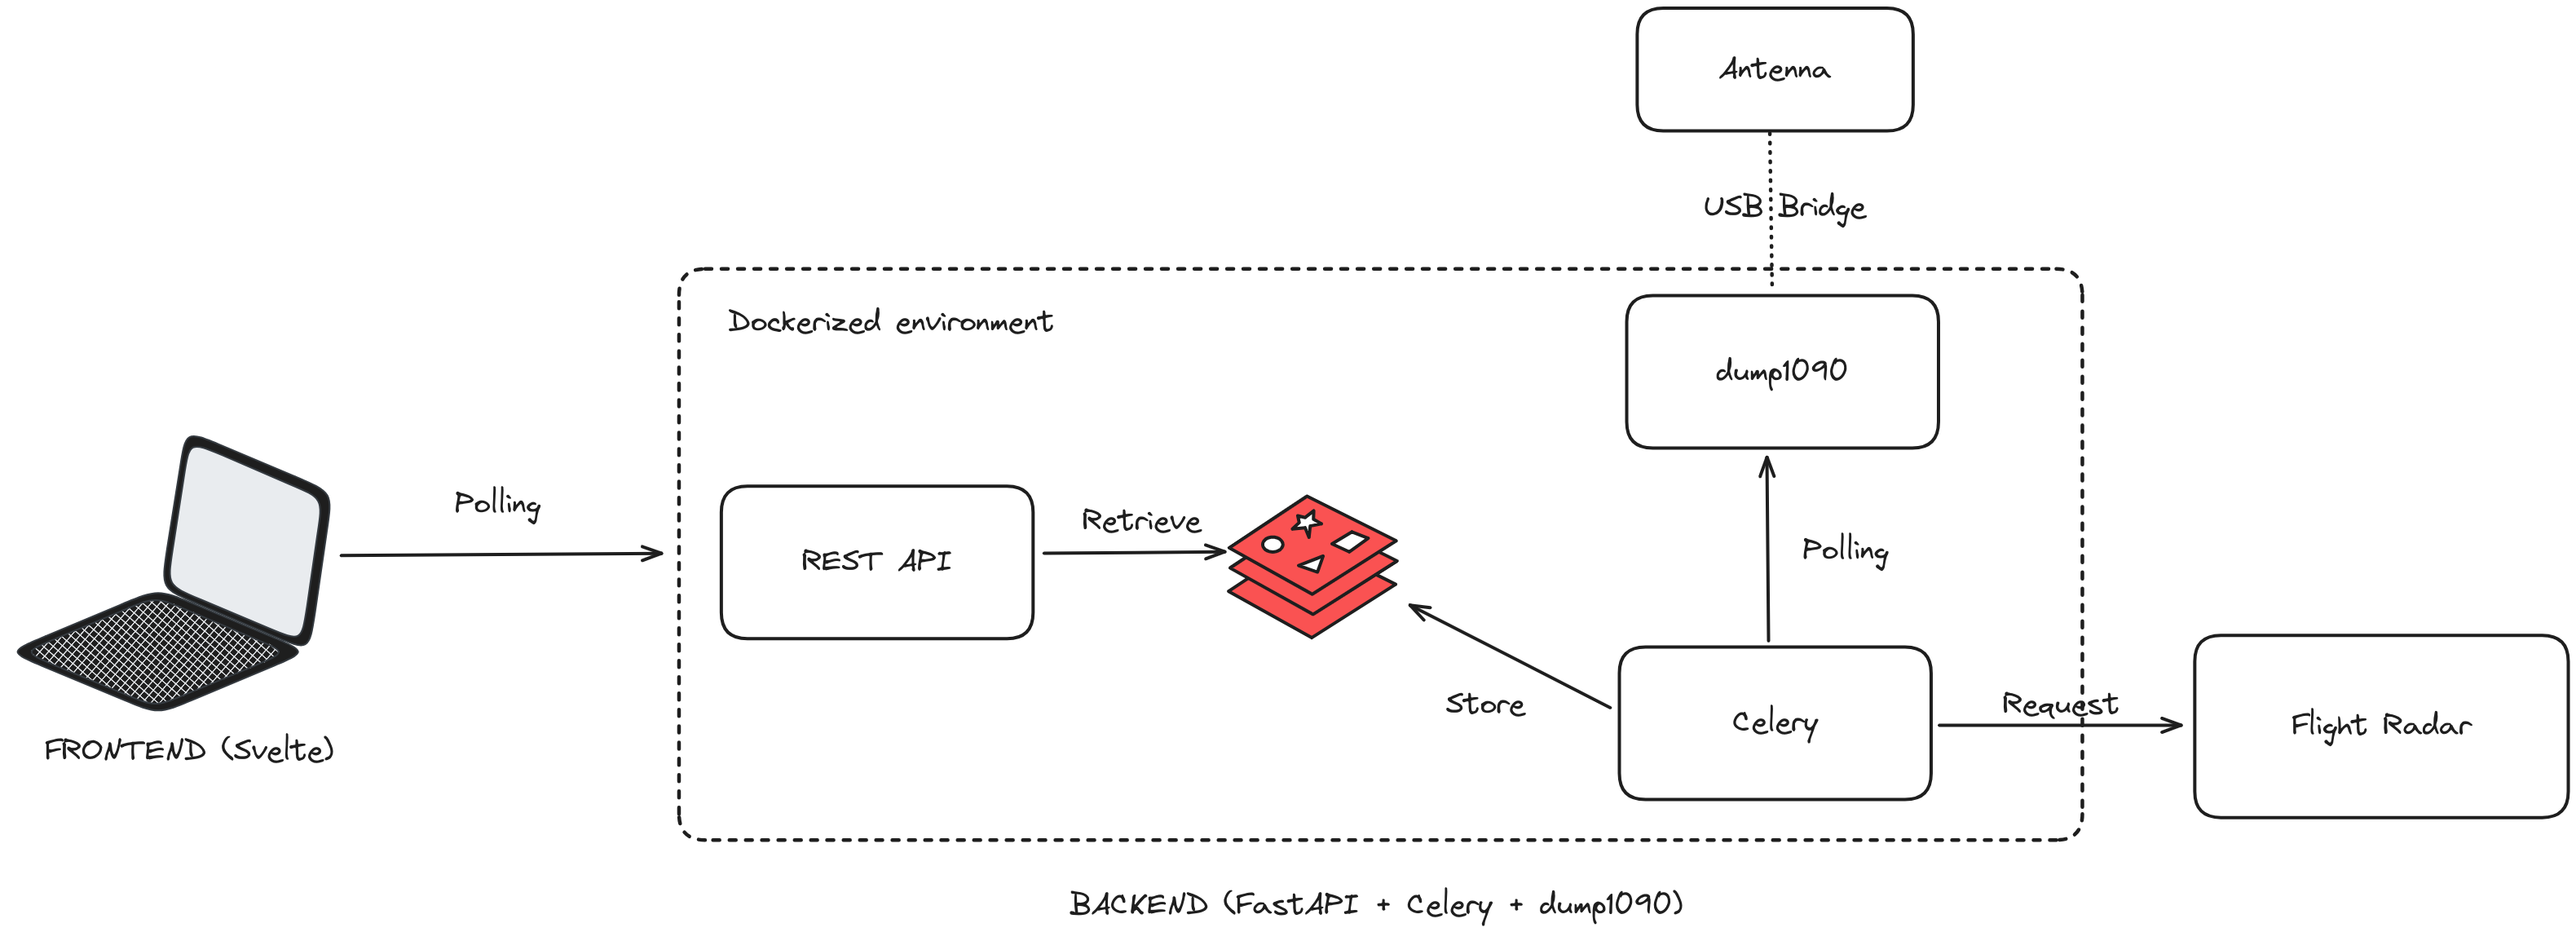 Antenna
USB Bridge
Dockerized environment
dump1090
Polling
Retrieve
REST API
Polling
Store
Celery
Request
Flight Radar
FRONTEND (Svelte)
BACKEND (FastAPI + Celery + dump1090)